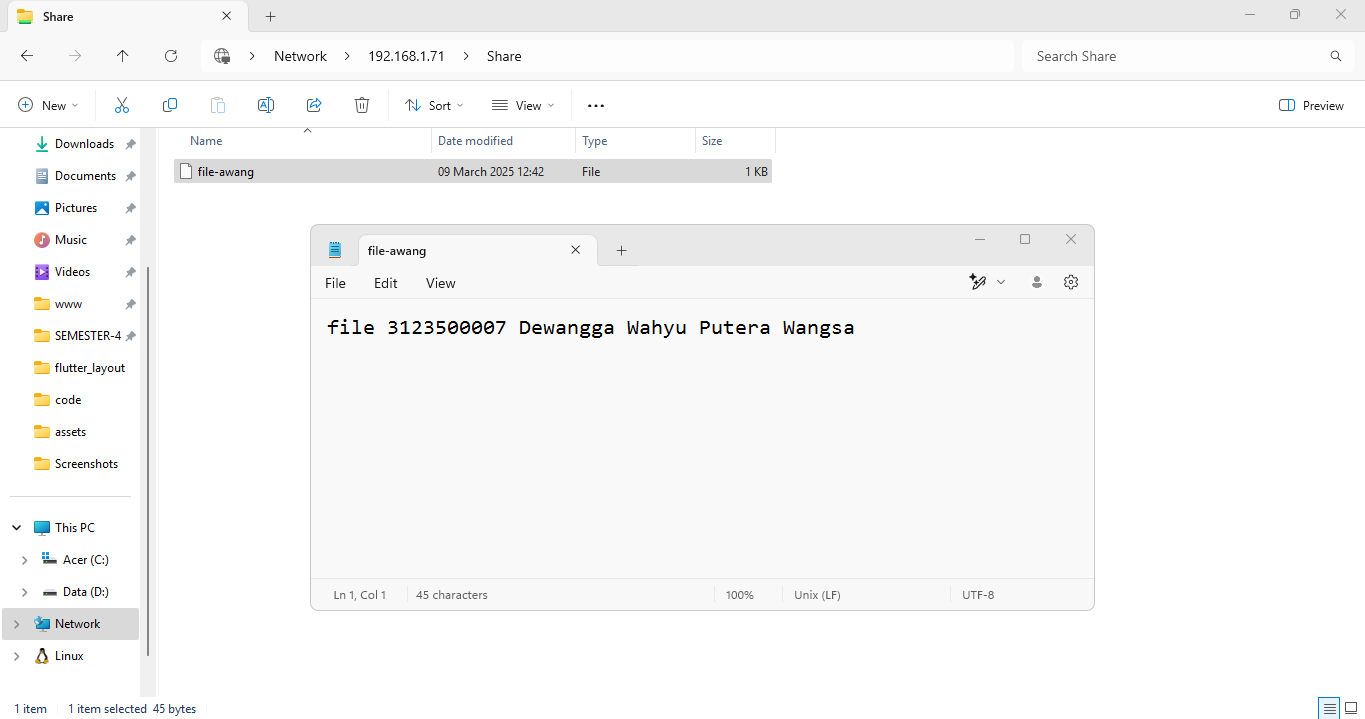 Share
Network
192.168.1.71
Share
Search Share
New
Sort
View
Preview
Downloads
Documents
Pictures
Music
Videos
www
SEMESTER-4
flutter_layout
code
assets
Screenshots
This PC
Acer (C:)
Data (D:)
Network
Linux
Name Date modified Type Size
file-awang 09 March 2025 12:42 File 1 KB
file-awang
File Edit View
file 3123500007 Dewangga Wahyu Putera Wangsa
Ln 1, Col 1 45 characters 100% Unix (LF) UTF-8
1 item 1 item selected 45 bytes